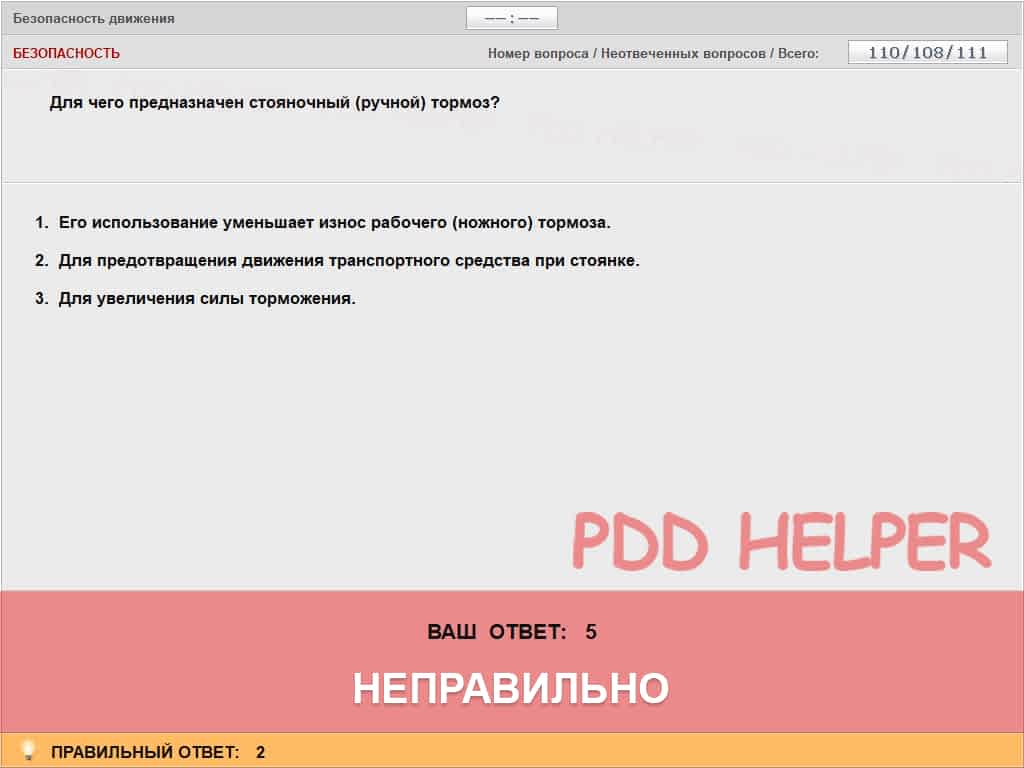 Безопасность движения
—— : ——
БЕЗОПАСНОСТЬ
Номер вопроса / Неотвеченных вопросов / Всего:
110/108/111
Для чего предназначен стояночный (ручной) тормоз?
1. Его использование уменьшает износ рабочего (ножного) тормоза.
2. Для предотвращения движения транспортного средства при стоянке.
3. Для увеличения силы торможения.
PDD HELPER
ВАШ ОТВЕТ: 5
НЕПРАВИЛЬНО
ПРАВИЛЬНЫЙ ОТВЕТ: 2